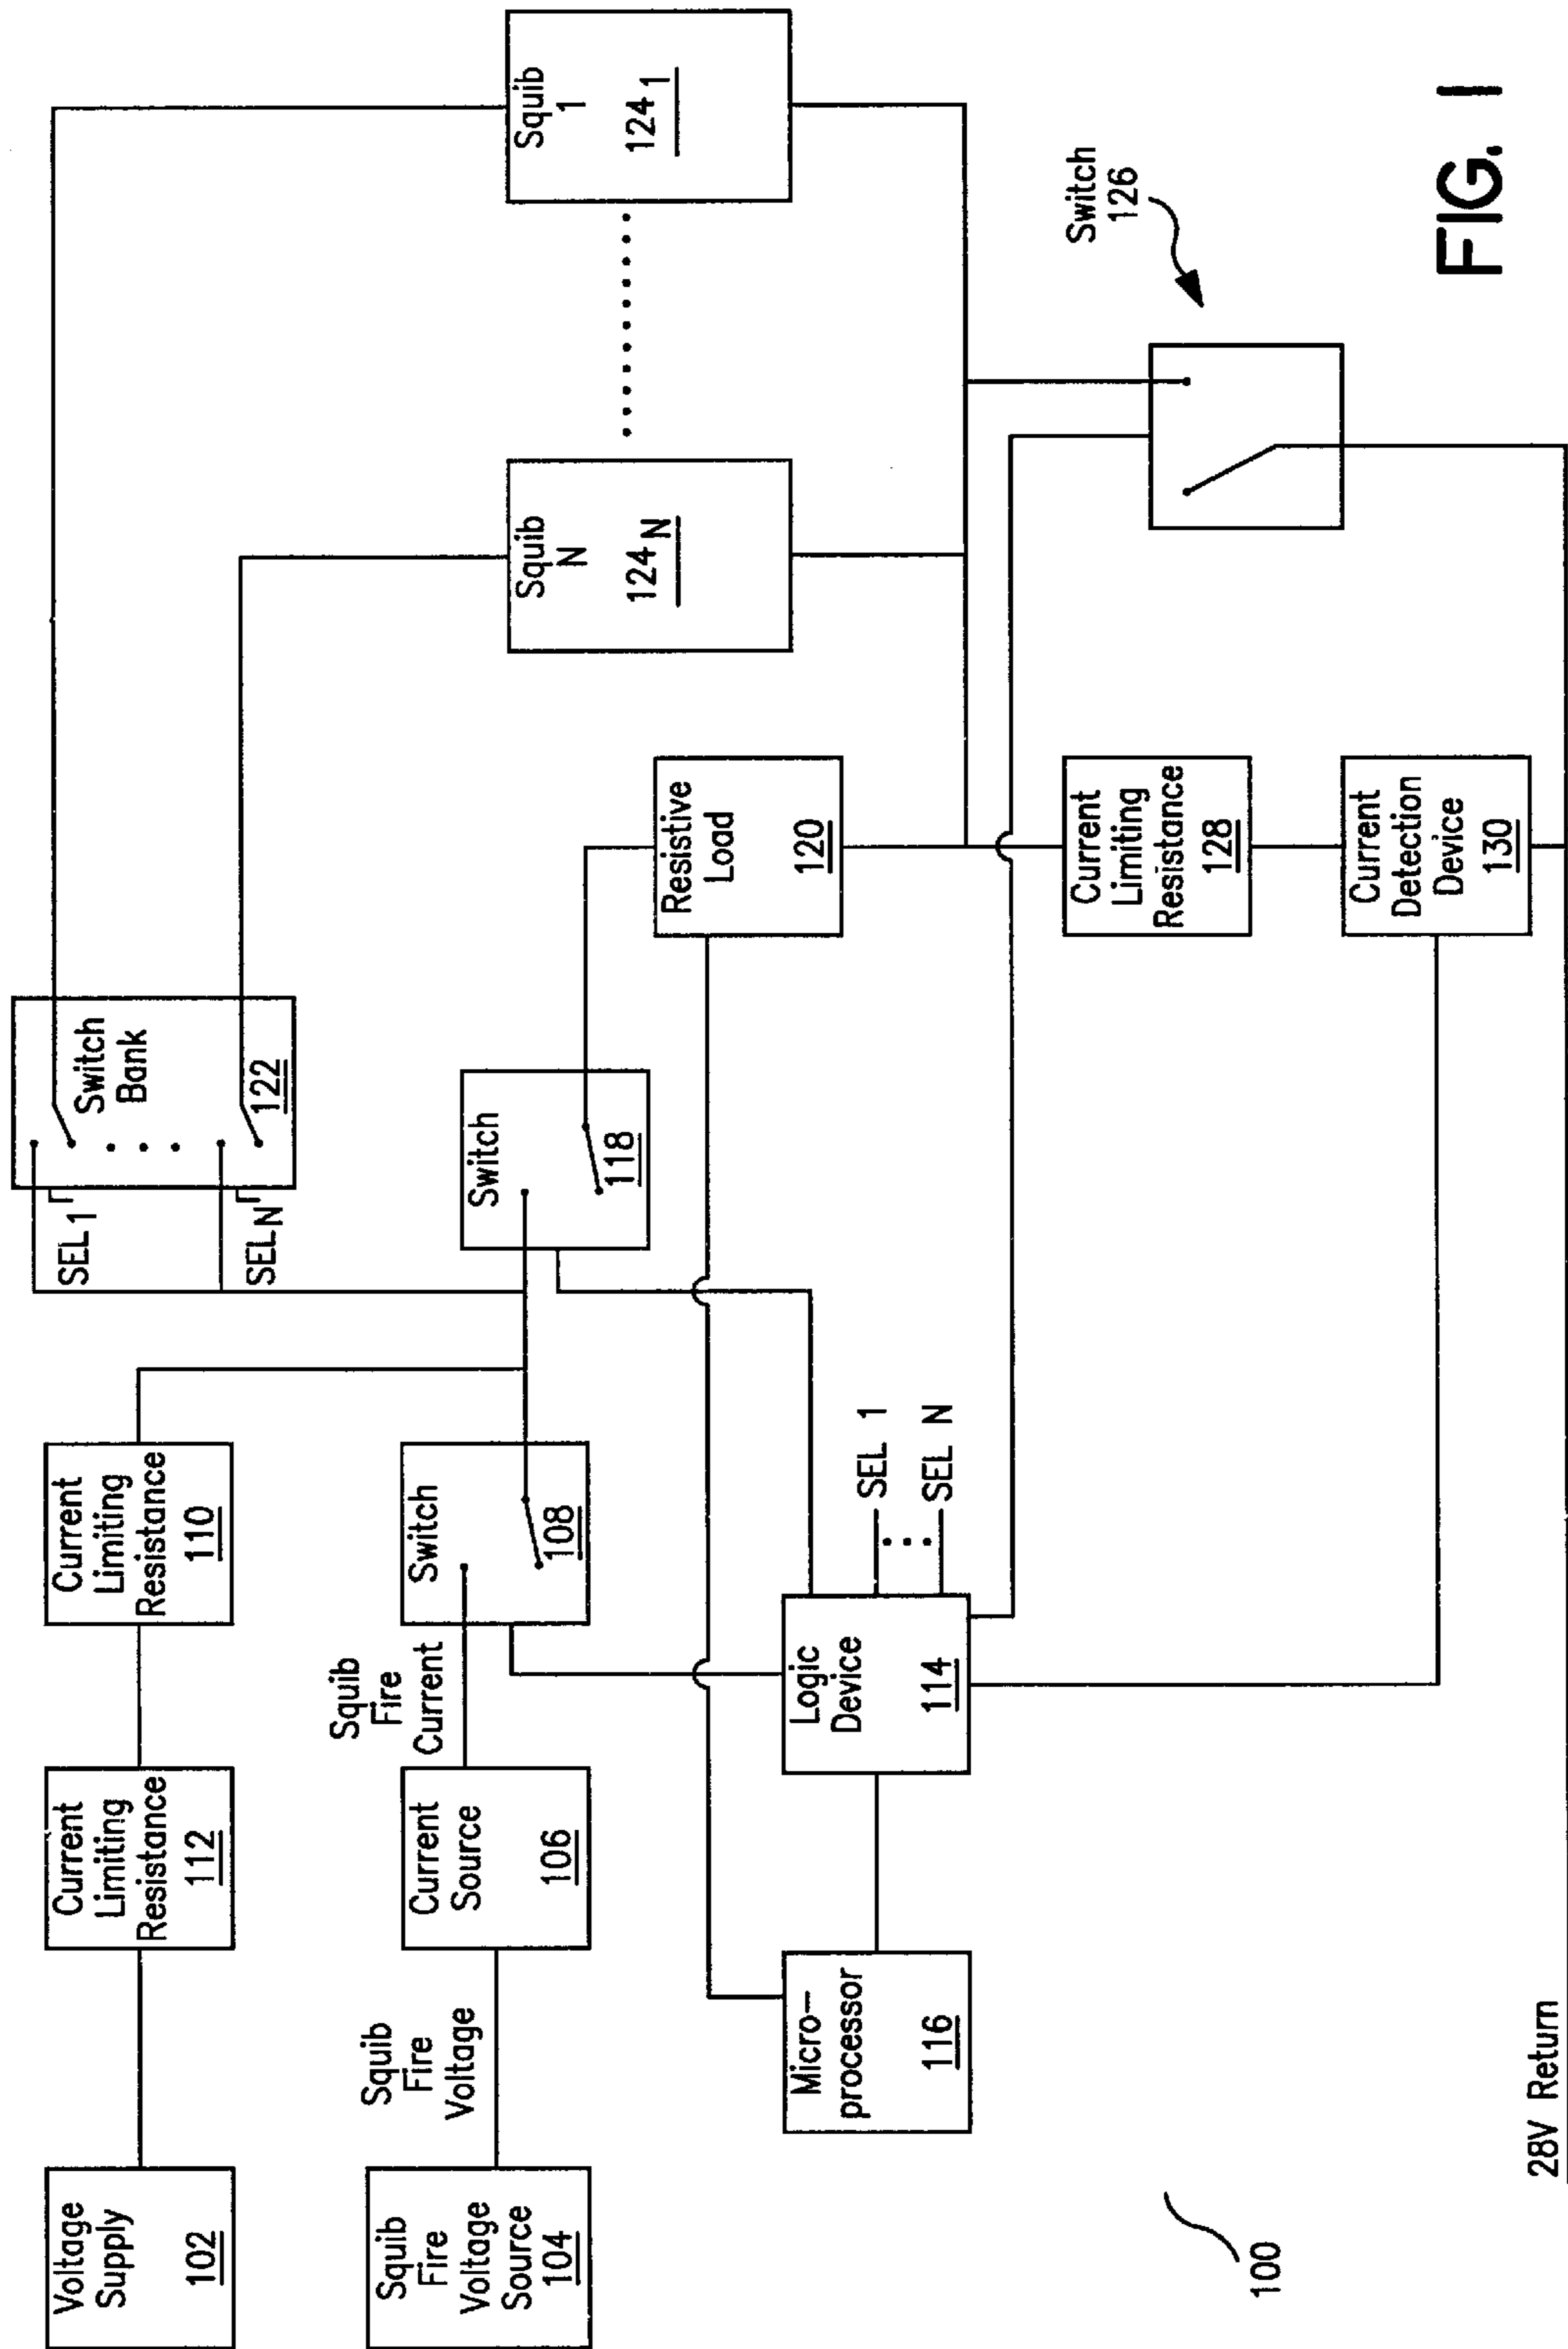 Voltage
Supply
102
Current
Limiting
Resistance
112
Current
Limiting
Resistance
110
SEL 1
SEL N
Switch
Bank
122
Squib
Fire
Voltage
Source
104
Squib
Fire
Voltage
Current
Source
106
Squib
Fire
Current
Switch
108
Switch
118
Squib
N
124 N
Squib
1
124 1
Micro-
processor
116
Logic
Device
114
SEL 1
SEL N
Resistive
Load
120
Current
Limiting
Resistance
128
Switch
126
Current
Detection
Device
130
100
28V Return
FIG. 1